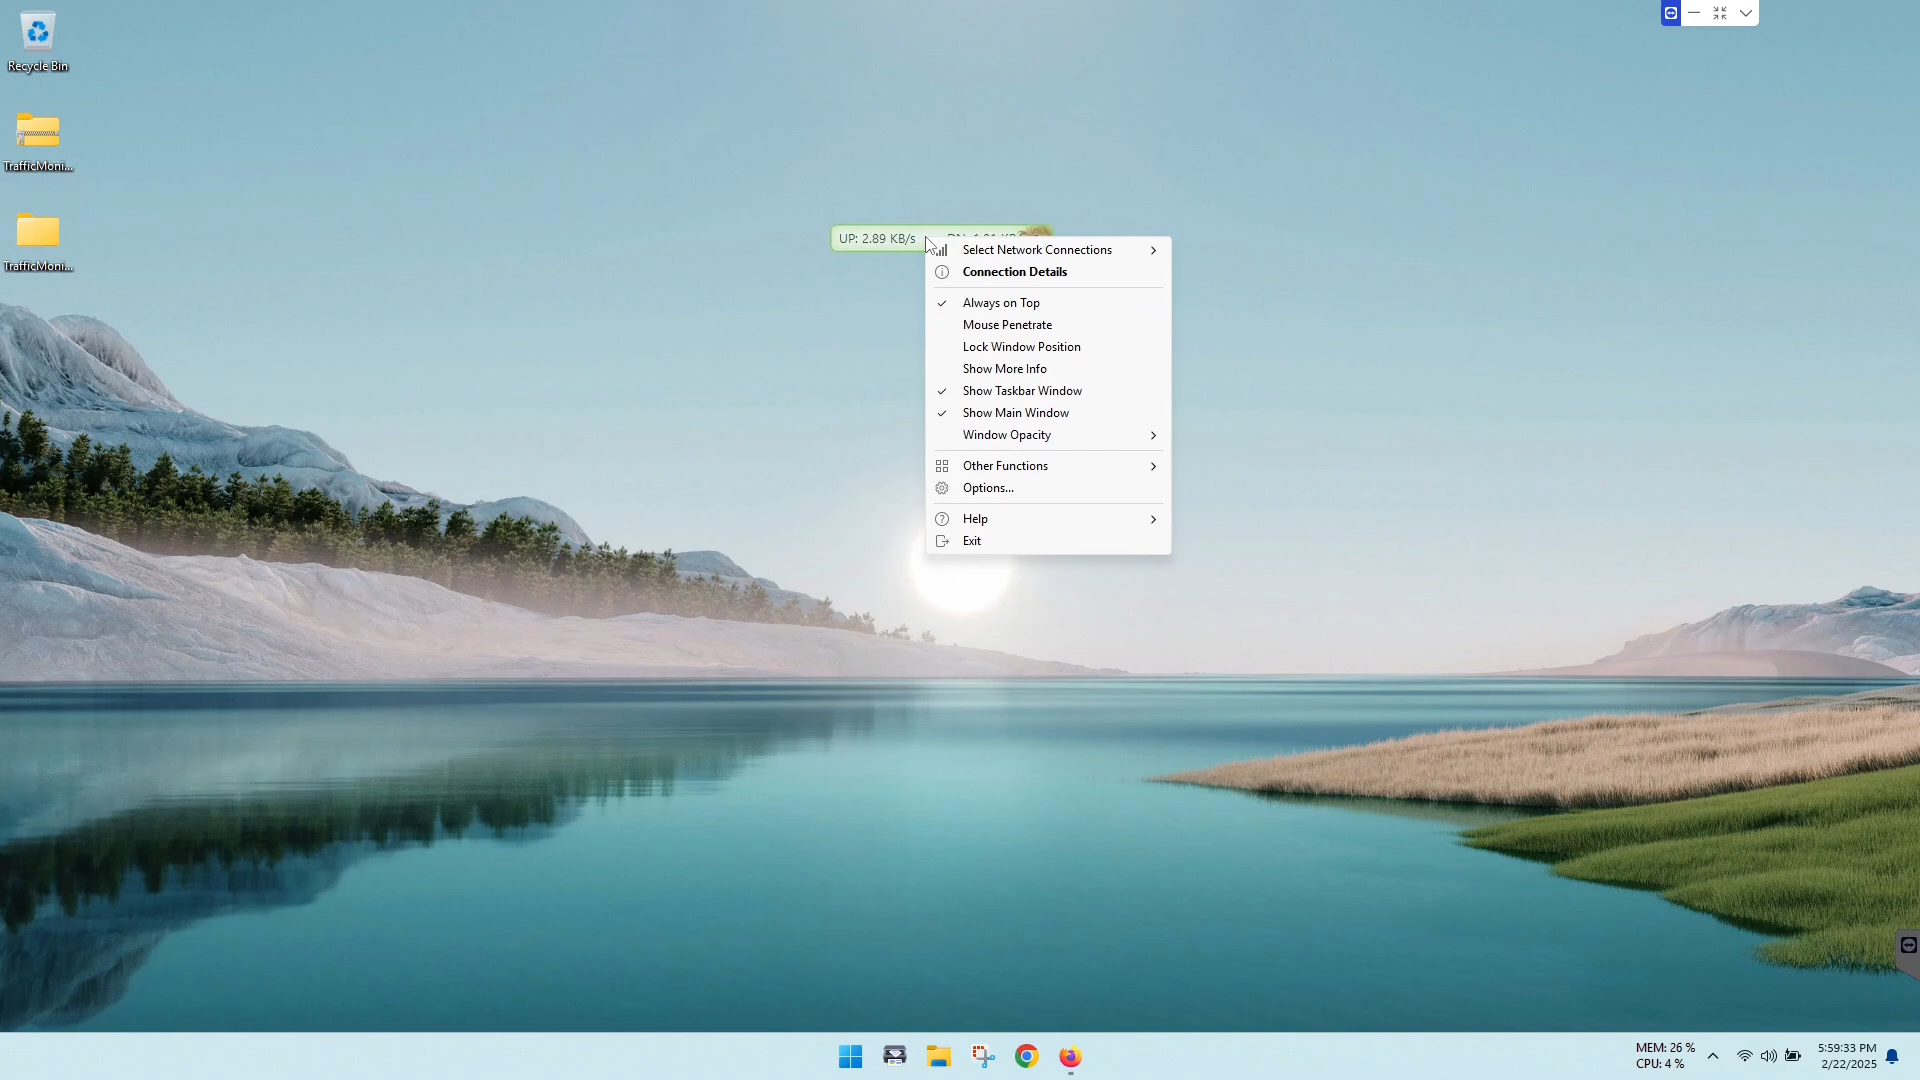 Recycle Bin
TrafficMoni...
TrafficMoni...
UP: 2.89 KB/s
Select Network Connections
Connection Details
Always on Top
Mouse Penetrate
Lock Window Position
Show More Info
Show Taskbar Window
Show Main Window
Window Opacity
Other Functions
Options...
Help
Exit
MEM: 26 %
CPU: 4 %
5:59:33 PM
2/22/2025